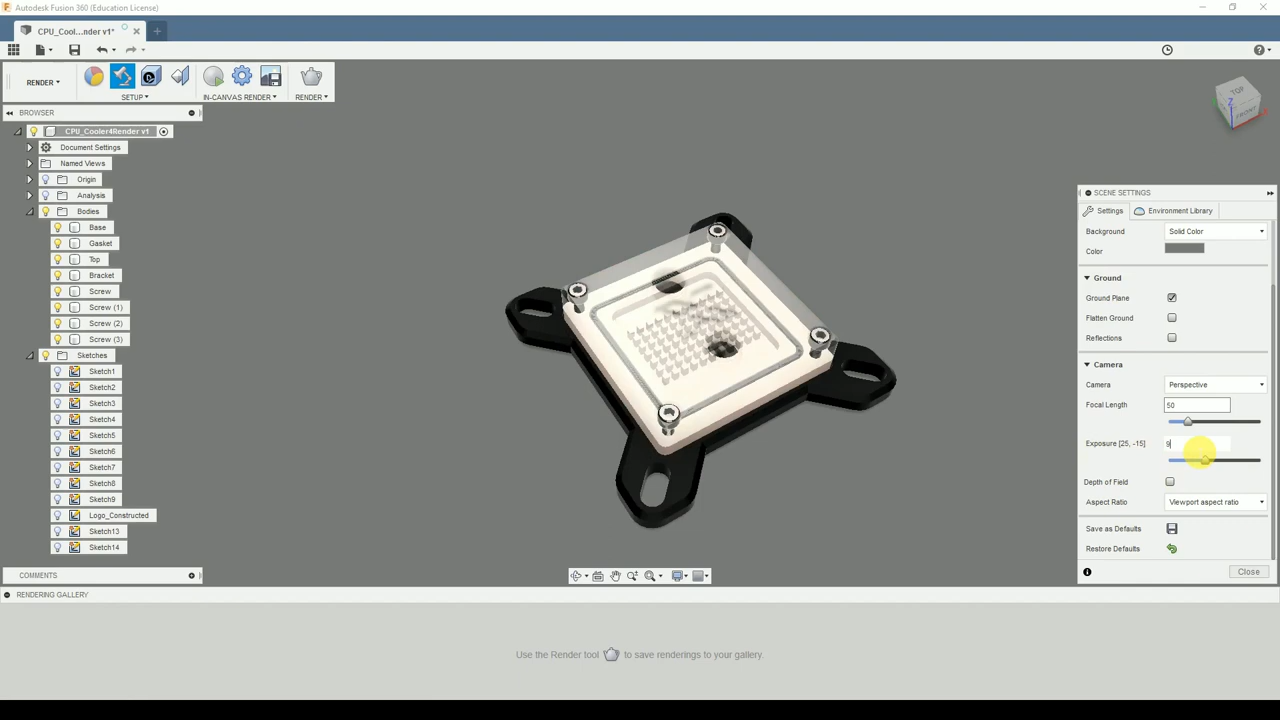 Autodesk Fusion 360 (Education License)
CPU_Cool...nder v1*
RENDER
SETUP
IN-CANVAS RENDER
RENDER
TOP
FRONT
Z
BROWSER
CPU_Cooler4Render v1
Document Settings
Named Views
Origin
Analysis
Bodies
Base
Gasket
Top
Bracket
Screw
Screw (1)
Screw (2)
Screw (3)
Sketches
Sketch1
Sketch2
Sketch3
Sketch4
Sketch5
Sketch6
Sketch7
Sketch8
Sketch9
Logo_Constructed
Sketch13
Sketch14
SCENE SETTINGS
Settings Environment Library
Background Solid Color
Color
Ground
Ground Plane
Flatten Ground
Reflections
Camera
Camera Perspective
Focal Length 50
Exposure [25, -15] 9
Depth of Field
Aspect Ratio Viewport aspect ratio
Save as Defaults
Restore Defaults
Close
COMMENTS
RENDERING GALLERY
Use the Render tool to save renderings to your gallery.